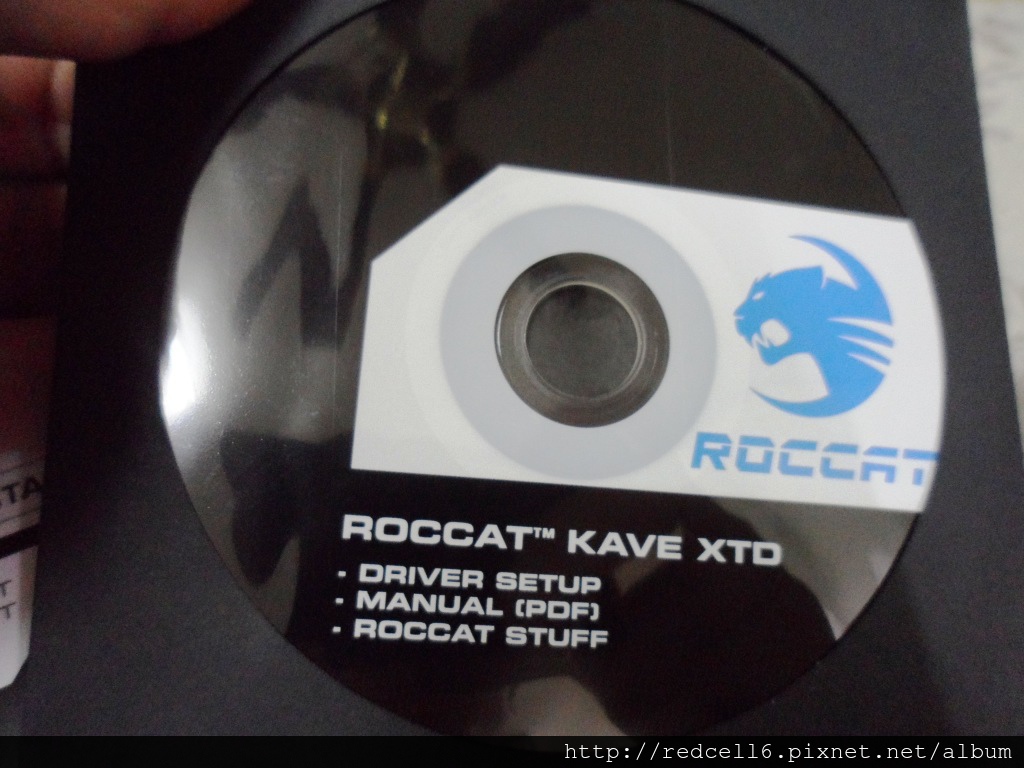 ROCCAT
ROCCAT™ KAVE XTD
- DRIVER SETUP
- MANUAL (PDF)
- ROCCAT STUFF
http://redcell6.pixnet.net/album